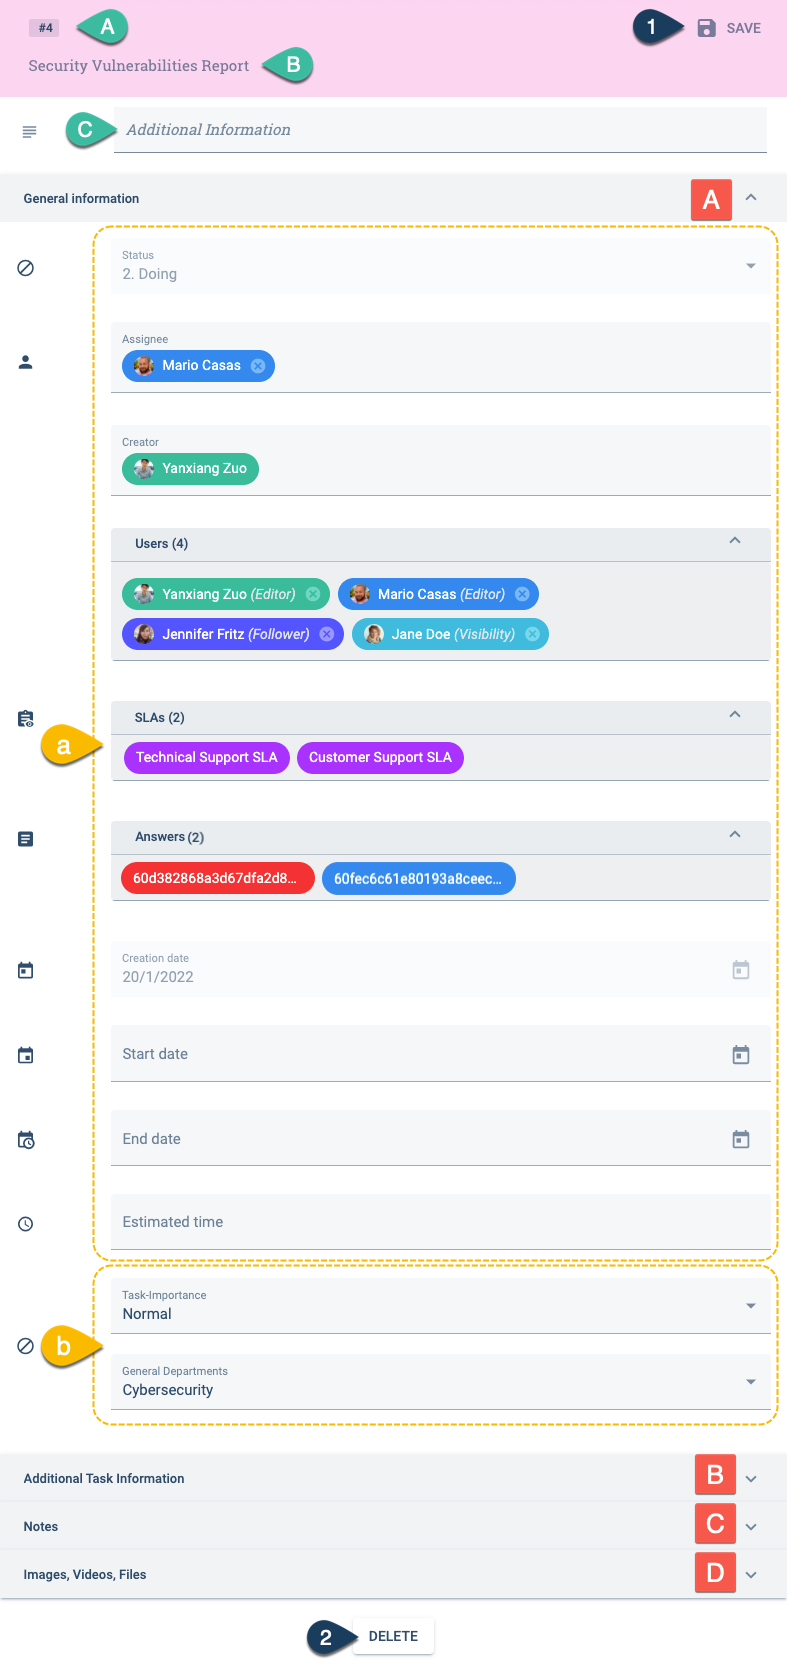 #4
A
1
SAVE
Security Vulnerabilities Report
B
C
Additional Information
General information
A
Status
2. Doing
Assignee
Mario Casas
Creator
Yanxiang Zuo
Users (4)
Yanxiang Zuo (Editor)
Mario Casas (Editor)
Jennifer Fritz (Follower)
Jane Doe (Visibility)
SLAs (2)
a
Technical Support SLA
Customer Support SLA
Answers (2)
60d382868a3d67dfa2d8...
60fec6c61e80193a8ceec...
Creation date
20/1/2022
Start date
End date
Estimated time
Task-Importance
Normal
b
General Departments
Cybersecurity
Additional Task Information
B
Notes
C
Images, Videos, Files
D
2
DELETE